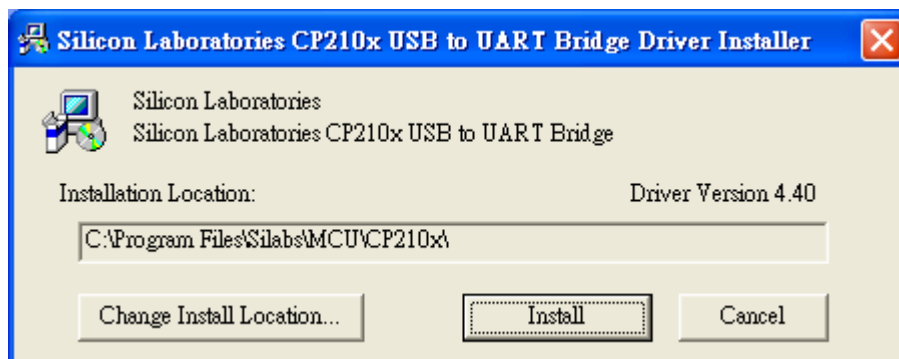 Silicon Laboratories CP210x USB to UART Bridge Driver Installer
Silicon Laboratories
Silicon Laboratories CP210x USB to UART Bridge
Installation Location: Driver Version 4.40
C:\Program Files\Silabs\MCU\CP210x\
Change Install Location... Install Cancel